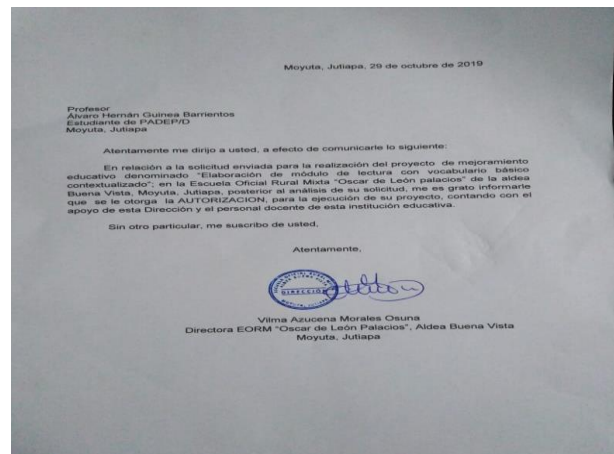 Moyuta, Jutiapa, 29 de octubre de 2019
Profesor
Álvaro Hernán Guinea Barrientos
Estudiante de PADEP/D
Moyuta, Jutiapa
Atentamente me dirijo a usted, a efecto de comunicarle lo siguiente:
En relación a la solicitud enviada para la realización del proyecto de mejoramiento
educativo denominado "Elaboración de módulo de lectura con vocabulario básico
contextualizado"; en la Escuela Oficial Rural Mixta "Oscar de León palacios" de la aldea
Buena Vista, Moyuta, Jutiapa, posterior al análisis de su solicitud, me es grato informarle
que se le otorga la AUTORIZACION, para la ejecución de su proyecto, contando con el
apoyo de esta Dirección y el personal docente de esta institución educativa.
Sin otro particular, me suscribo de usted,
Atentamente,
DIRECCIÓN
Vilma Azucena Morales Osuna
Directora EORM "Oscar de León Palacios", Aldea Buena Vista
Moyuta, Jutiapa